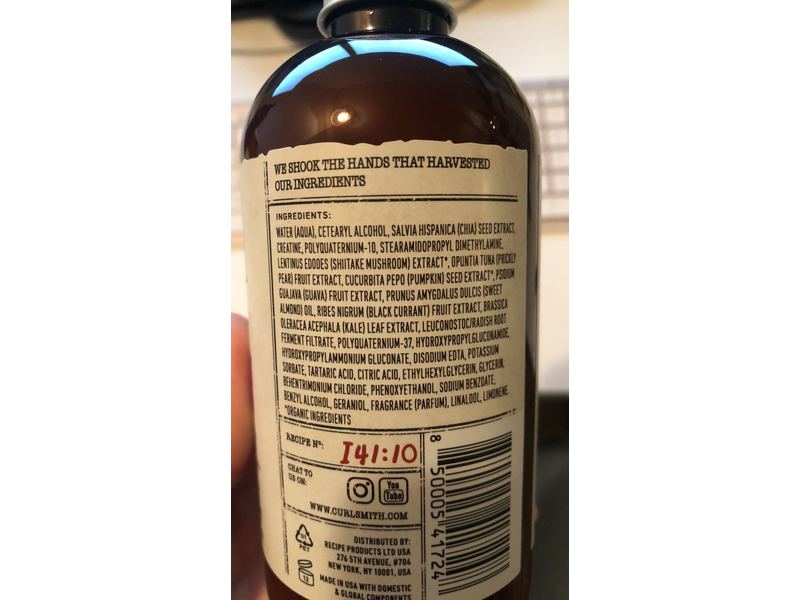 WE SHOOK THE HANDS THAT HARVESTED
OUR INGREDIENTS
INGREDIENTS:
WATER (AQUA), CETEARYL ALCOHOL, SALVIA HISPANICA (CHIA) SEED EXTRACT,
CREATINE, POLYQUATERNIUM-10, STEARAMIDOPROPYL DIMETHYLAMINE,
LENTINUS EDODES (SHIITAKE MUSHROOM) EXTRACT*, OPUNTIA TUNA (PRICKLY
PEAR) FRUIT EXTRACT, CUCURBITA PEPO (PUMPKIN) SEED EXTRACT*, PSIDIUM
GUAJAVA (GUAVA) FRUIT EXTRACT, PRUNUS AMYGDALUS DULCIS (SWEET
ALMOND) OIL, RIBES NIGRUM (BLACK CURRANT) FRUIT EXTRACT, BRASSICA
OLERACEA ACEPHALA (KALE) LEAF EXTRACT, LEUCONOSTOC/RADISH ROOT
FERMENT FILTRATE, POLYQUATERNIUM-37, HYDROXYPROPYLGLUCONAMIDE,
HYDROXYPROPYLAMMONIUM GLUCONATE, DISODIUM EDTA, POTASSIUM
SORBATE, TARTARIC ACID, CITRIC ACID, ETHYLHEXYLGLYCERIN, GLYCERIN,
BEHENTRIMONIUM CHLORIDE, PHENOXYETHANOL, SODIUM BENZOATE,
BENZYL ALCOHOL, GERANIOL, FRAGRANCE (PARFUM), LINALOOL, LIMONENE.
*ORGANIC INGREDIENTS
RECIPE Nº:
I41:10
CHAT TO
US ON:
You
Tube
WWW.CURLSMITH.COM
01
PET
12
DISTRIBUTED BY:
RECIPE PRODUCTS LTD USA
276 5TH AVENUE, #704
NEW YORK, NY 10001, USA
MADE IN USA WITH DOMESTIC
& GLOBAL COMPONENTS
8 50005 41724